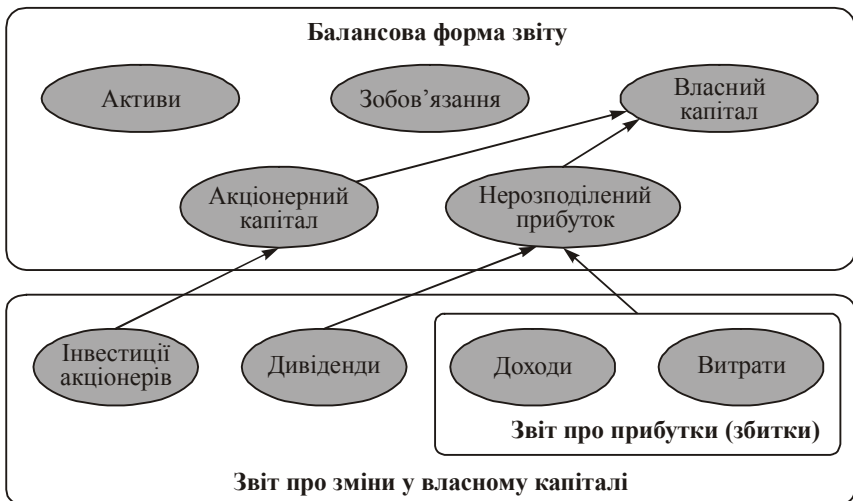 Балансова форма звіту
Активи
Зобов’язання
Власний
капітал
Акціонерний
капітал
Нерозподілений
прибуток
Інвестиції
акціонерів
Дивіденди
Доходи
Витрати
Звіт про прибутки (збитки)
Звіт про зміни у власному капіталі